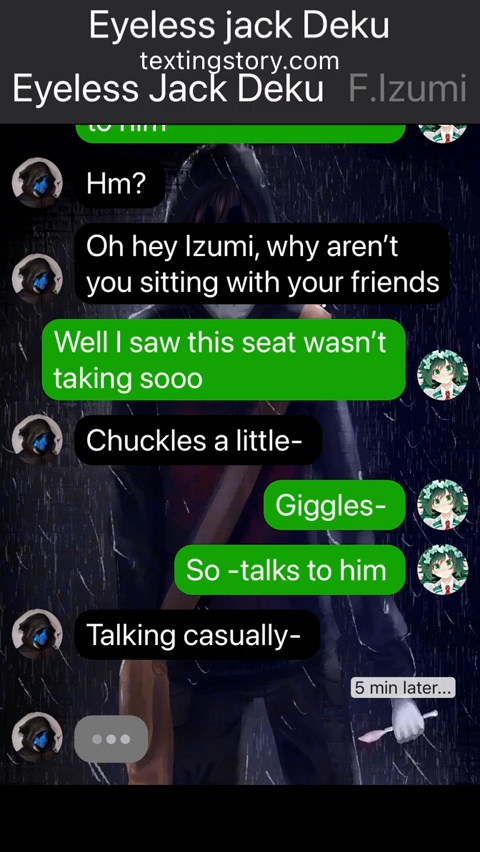 Eyeless jack Deku
textingstory.com
Eyeless Jack Deku F.Izumi
to him
Hm?
Oh hey Izumi, why aren't
you sitting with your friends
Well I saw this seat wasn't
taking sooo
Chuckles a little-
Giggles-
So -talks to him
Talking casually-
5 min later...